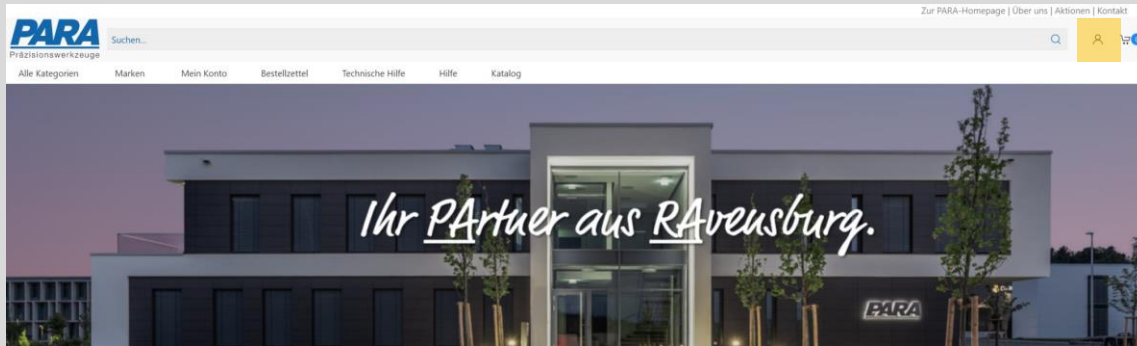 Zur PARA-Homepage | Über uns | Aktionen | Kontakt
PARA
Präzisionswerkzeuge
Suchen...
Alle Kategorien Marken Mein Konto Bestellzettel Technische Hilfe Hilfe Katalog
Ihr PArtner aus RAvensburg.
PARA